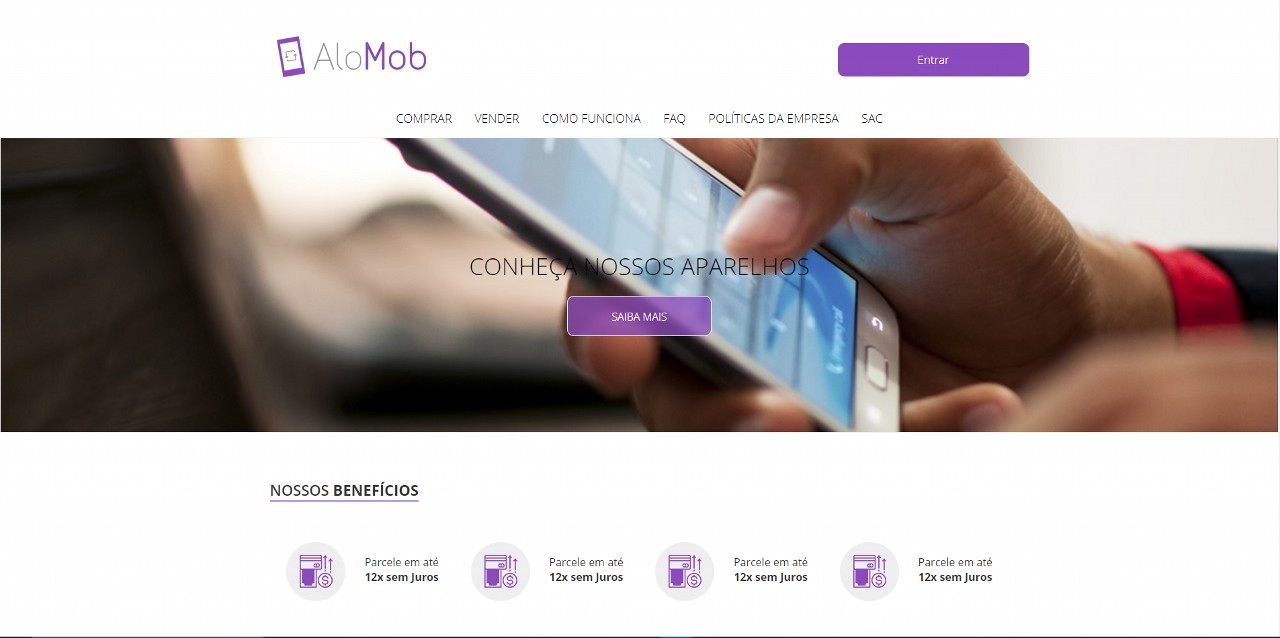 AloMob
Entrar
COMPRAR VENDER COMO FUNCIONA FAQ POLÍTICAS DA EMPRESA SAC
CONHEÇA NOSSOS APARELHOS
SAIBA MAIS
NOSSOS BENEFÍCIOS
Parcele em até
12x sem Juros
Parcele em até
12x sem Juros
Parcele em até
12x sem Juros
Parcele em até
12x sem Juros